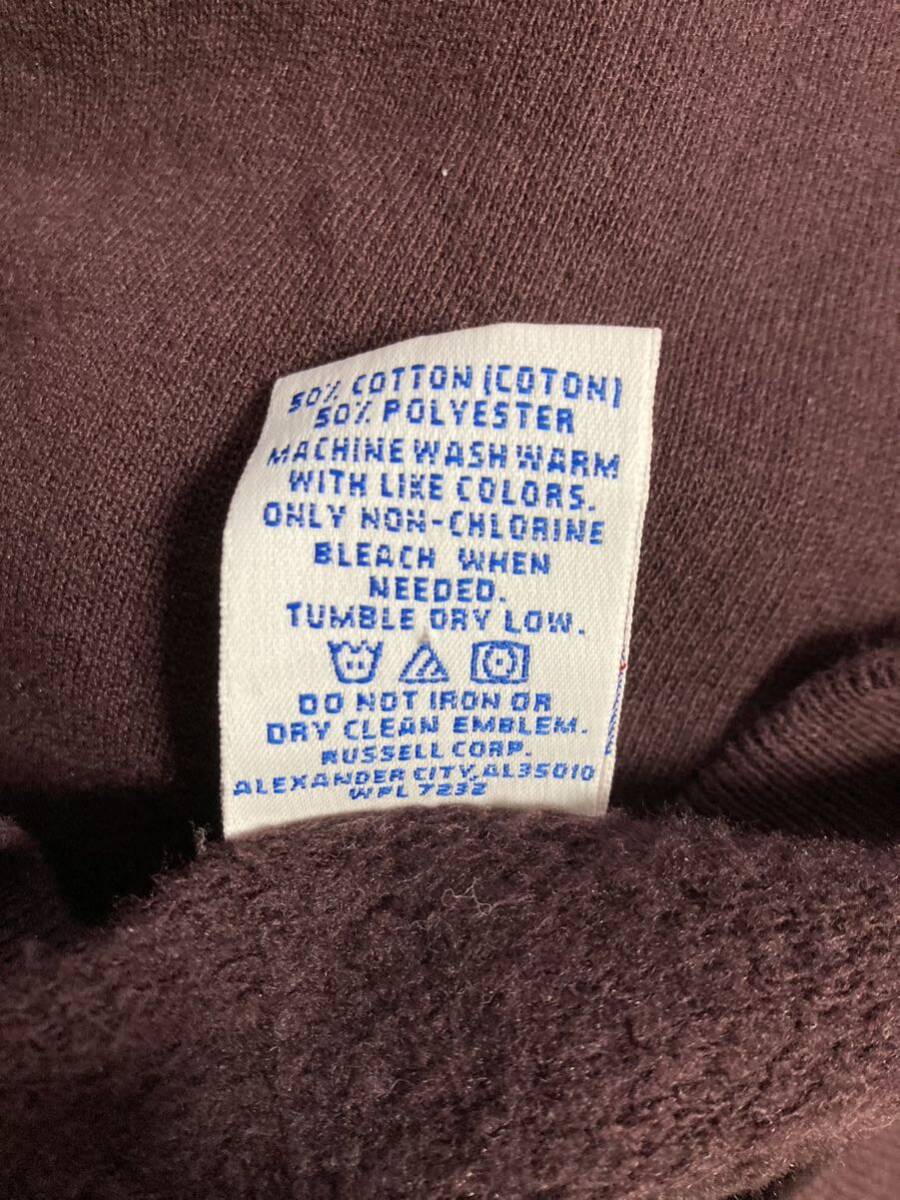 50% COTTON (COTON)
50% POLYESTER
MACHINE WASH WARM
WITH LIKE COLORS.
ONLY NON-CHLORINE
BLEACH WHEN
NEEDED.
TUMBLE DRY LOW.
DO NOT IRON OR
DRY CLEAN EMBLEM.
RUSSELL CORP.
ALEXANDER CITY, AL35010
WPL 7232